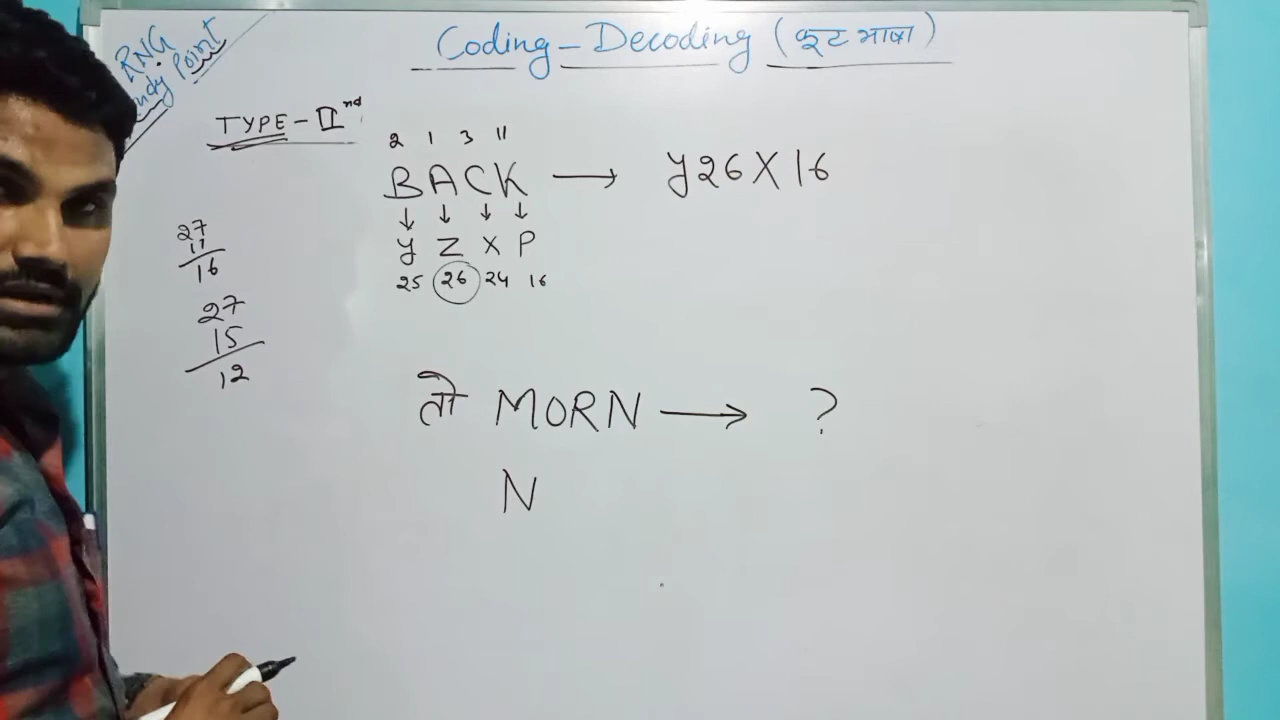 Coding-Decoding (कूट भाषा)
RNG
Study Point
TYPE-IInd
2 1 3 11
BACK → Y26X16
↓ ↓ ↓ ↓
Y Z X P
25 26 24 16
27
11
16
27
15
12
तो MORN → ?
N